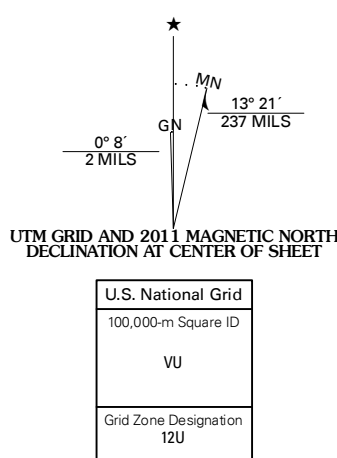 ★
MN
GN
13° 21´
237 MILS
0° 8´
2 MILS
UTM GRID AND 2011 MAGNETIC NORTH
DECLINATION AT CENTER OF SHEET
U.S. National Grid
100,000-m Square ID
VU
Grid Zone Designation
12U